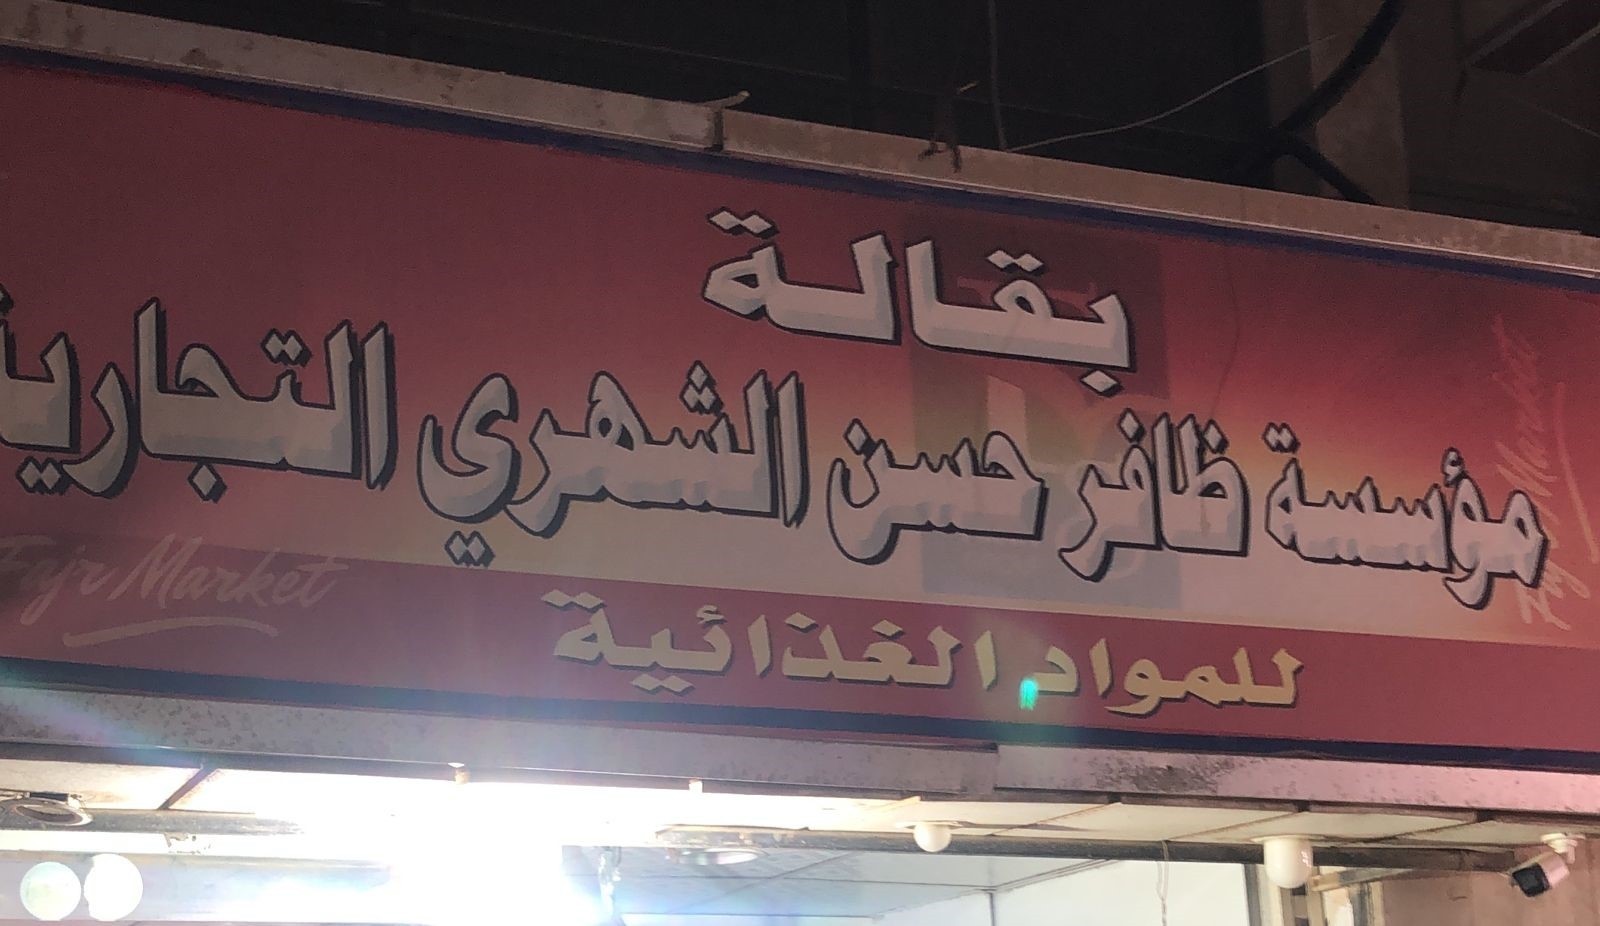 بقالة
مؤسسة ظافر حسن الشهري التجارية
للمواد الغذائية
Fajr Market